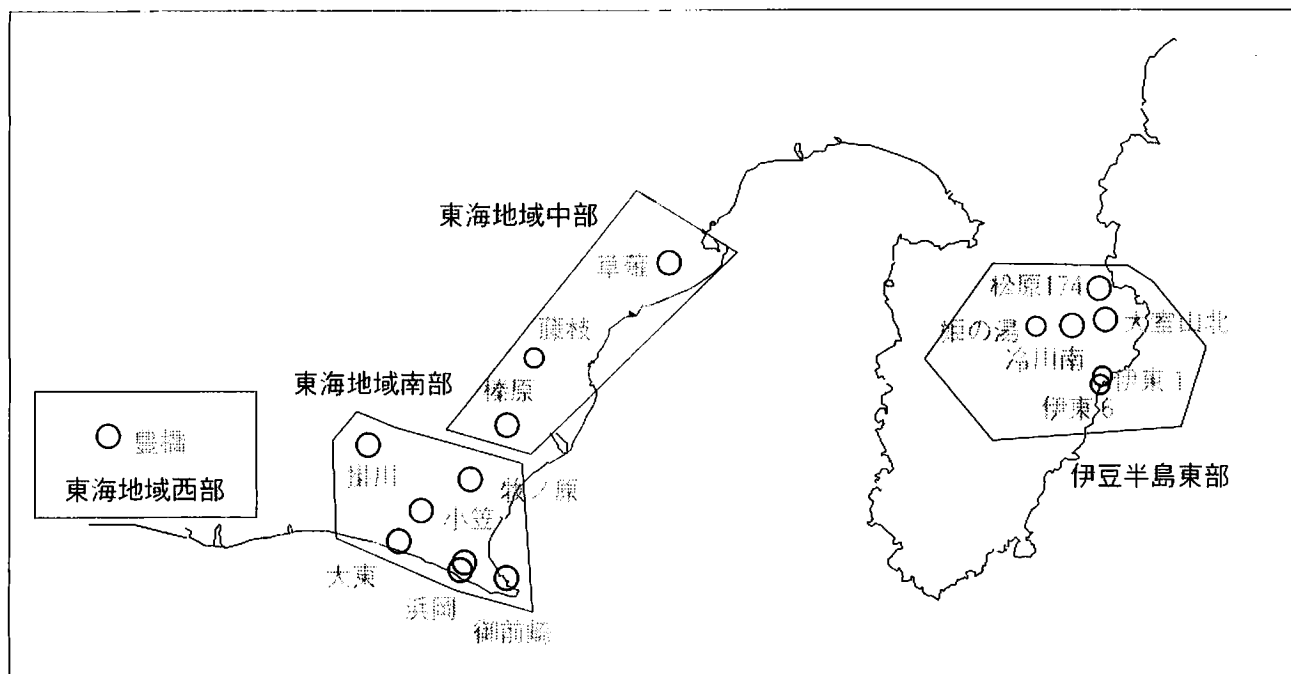 東海地域中部
草薙
松原174
藤枝
姫の湯
大室山北
冷川南
東海地域南部
榛原
伊東1
伊東6
豊橋
掛川
東海地域西部
牧ノ原
伊豆半島東部
小笠
大東
浜岡
御前崎